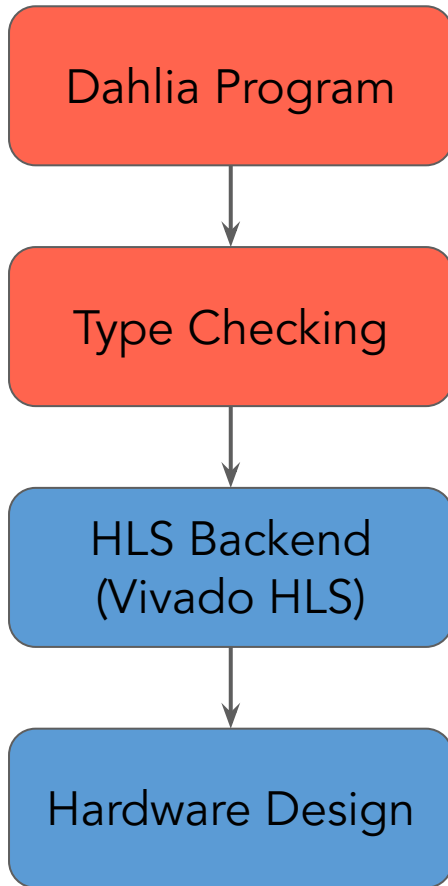 Dahlia Program
Type Checking
HLS Backend
(Vivado HLS)
Hardware Design